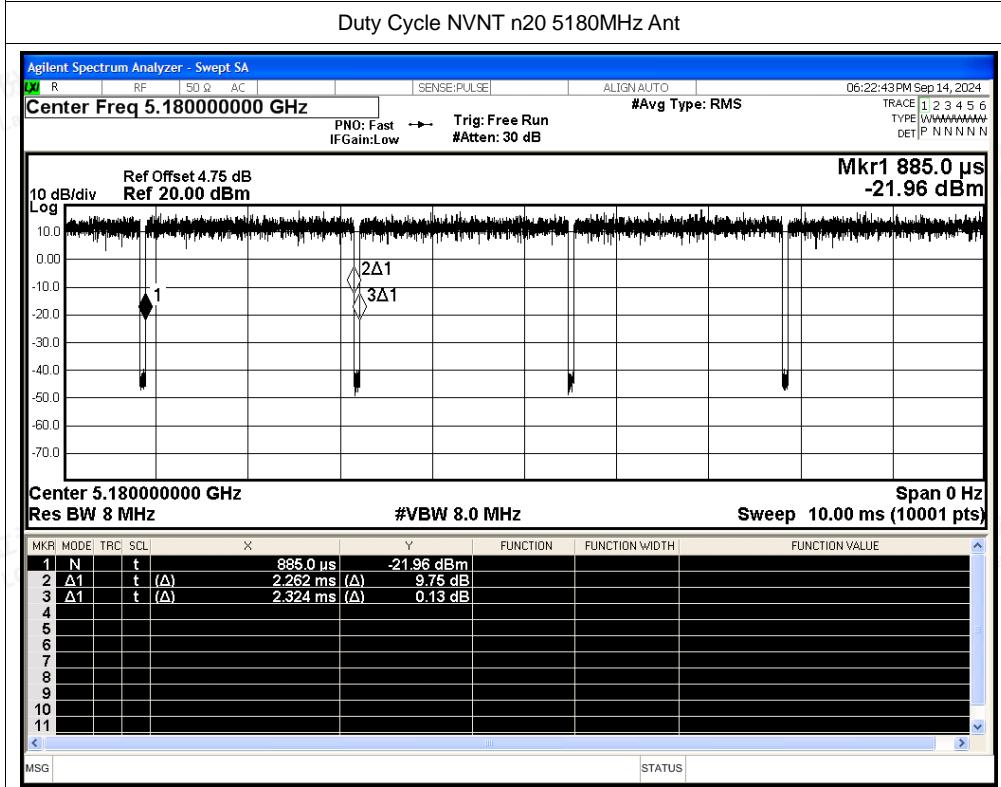 Duty Cycle NVNT n20 5180MHz Ant
Agilent Spectrum Analyzer - Swept SA
LXI R RF 50 Ω AC SENSE:PULSE ALIGN AUTO 06:22:43 PM Sep 14, 2024
Center Freq 5.180000000 GHz #Avg Type: RMS TRACE 1 2 3 4 5 6
PNO: Fast Trig: Free Run TYPE WWWWWW
IFGain:Low #Atten: 30 dB DET P N N N N N
Mkr1 885.0 µs
-21.96 dBm
Ref Offset 4.75 dB
10 dB/div Ref 20.00 dBm
Log
10.0
0.00
-10.0
-20.0
-30.0
-40.0
-50.0
-60.0
-70.0
1
2Δ1
3Δ1
Center 5.180000000 GHz Span 0 Hz
Res BW 8 MHz #VBW 8.0 MHz Sweep 10.00 ms (10001 pts)
MKR MODE TRC SCL X Y FUNCTION FUNCTION WIDTH FUNCTION VALUE
1 N t 885.0 µs -21.96 dBm
2 Δ1 t (Δ) 2.262 ms (Δ) 9.75 dB
3 Δ1 t (Δ) 2.324 ms (Δ) 0.13 dB
4
5
6
7
8
9
10
11
MSG STATUS